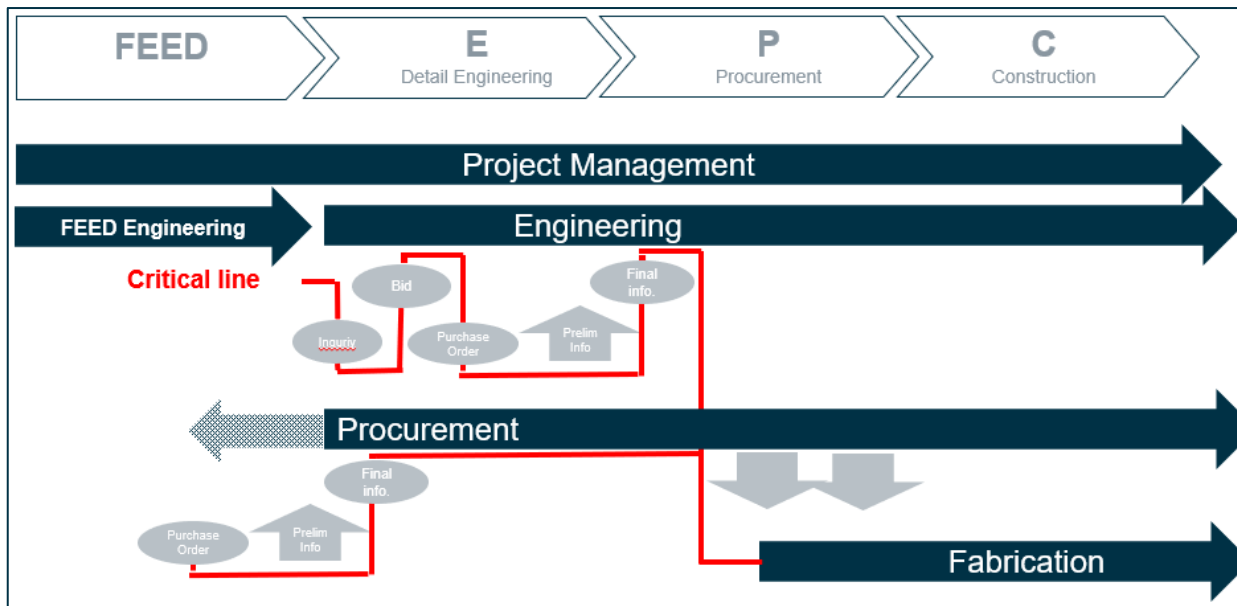 FEED
E
Detail Engineering
P
Procurement
C
Construction
Project Management
FEED Engineering
Engineering
Critical line
Bid
Final
info.
Inquriy
Purchase
Order
Prelim
Info
Procurement
Final
info.
Purchase
Order
Prelim
Info
Fabrication